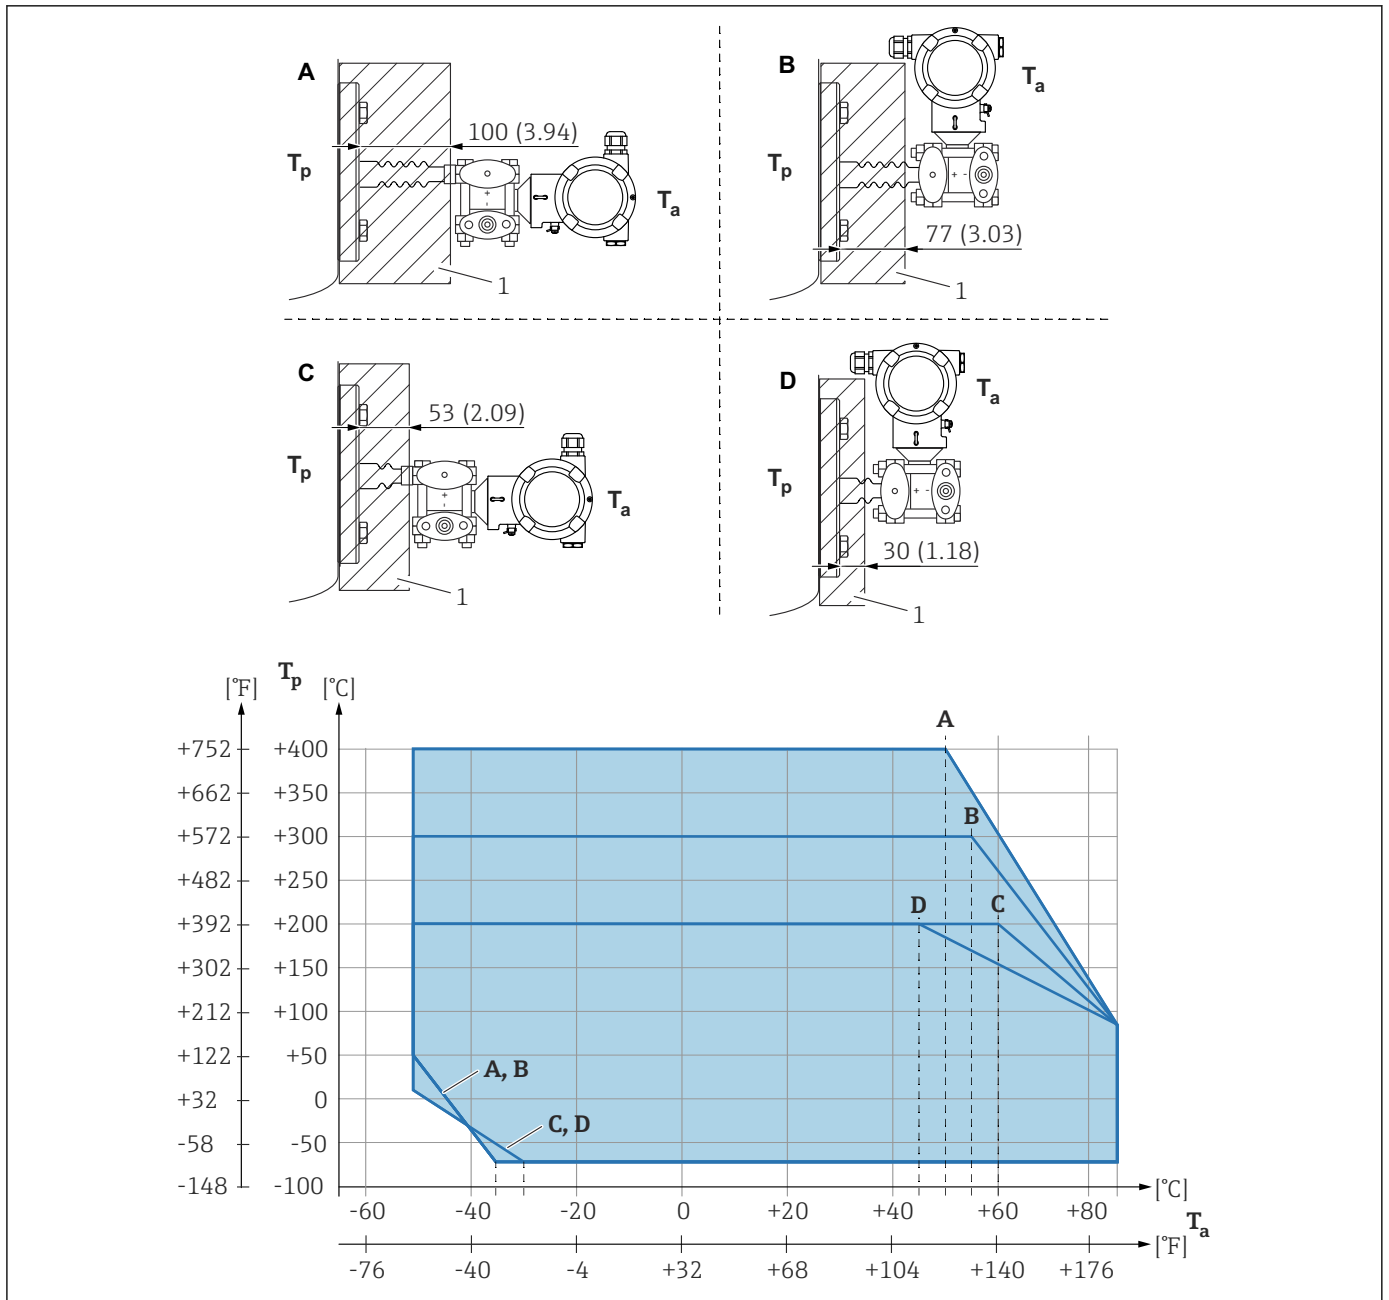 A
100 (3.94)
Tp
Ta
1
B
Ta
Tp
77 (3.03)
1
C
53 (2.09)
Tp
Ta
1
D
Ta
Tp
30 (1.18)
1
Tp
[°F] [°C]
A
+752 +400
+662 +350
B
+572 +300
+482 +250
D C
+392 +200
+302 +150
+212 +100
+122 +50
A, B
+32 0
C, D
-58 -50
-148 -100
[°C]
-60 -40 -20 0 +20 +40 +60 +80
Ta
[°F]
-76 -40 -4 +32 +68 +104 +140 +176